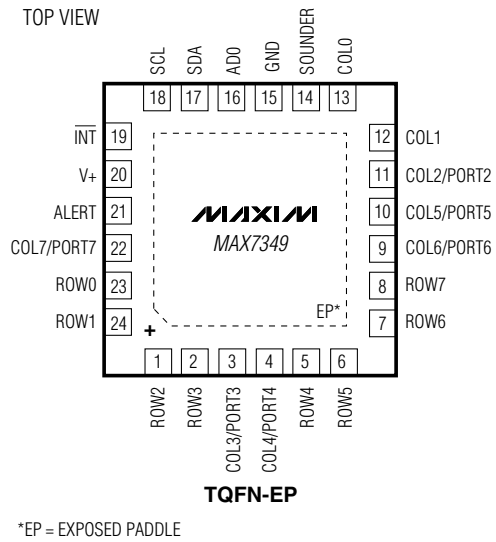 TOP VIEW
SCL
SDA
AD0
GND
SOUNDER
COL0
18
17
16
15
14
13
INT
19
V+
20
ALERT
21
COL7/PORT7
22
ROW0
23
ROW1
24
12
COL1
11
COL2/PORT2
10
COL5/PORT5
9
COL6/PORT6
8
ROW7
7
ROW6
MAXIM
MAX7349
EP*
+
1
2
3
4
5
6
ROW2
ROW3
COL3/PORT3
COL4/PORT4
ROW4
ROW5
TQFN-EP
*EP = EXPOSED PADDLE